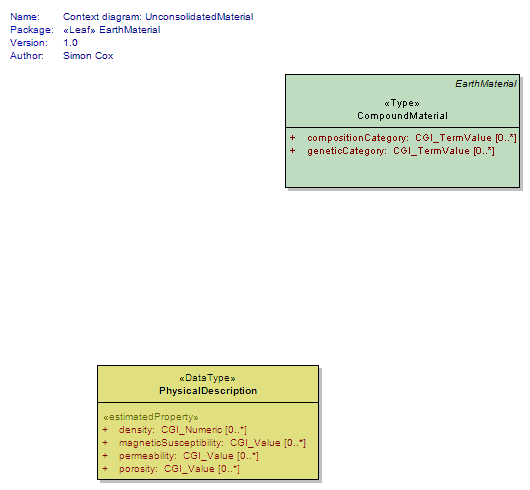 Name: Context diagram: UnconsolidatedMaterial
Package: «Leaf» EarthMaterial
Version: 1.0
Author: Simon Cox
EarthMaterial
«Type»
CompoundMaterial
+ compositionCategory: CGI_TermValue [0..*]
+ geneticCategory: CGI_TermValue [0..*]
«DataType»
PhysicalDescription
«estimatedProperty»
+ density: CGI_Numeric [0..*]
+ magneticSusceptibility: CGI_Value [0..*]
+ permeability: CGI_Value [0..*]
+ porosity: CGI_Value [0..*]